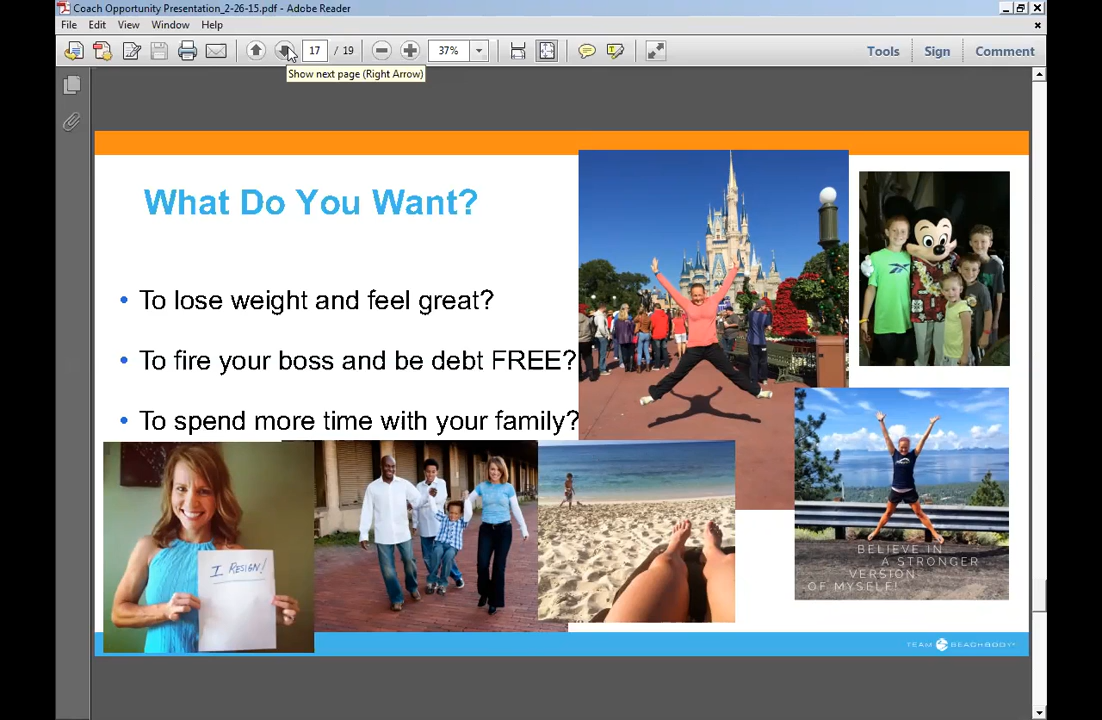 Coach Opportunity Presentation_2-26-15.pdf - Adobe Reader
File Edit View Window Help
17 / 19 37% Tools Sign Comment
Show next page (Right Arrow)
What Do You Want?
• To lose weight and feel great?
• To fire your boss and be debt FREE?
• To spend more time with your family?
I RESIGN!
BELIEVE IN
A STRONGER
VERSION
OF MYSELF!
TEAM BEACHBODY